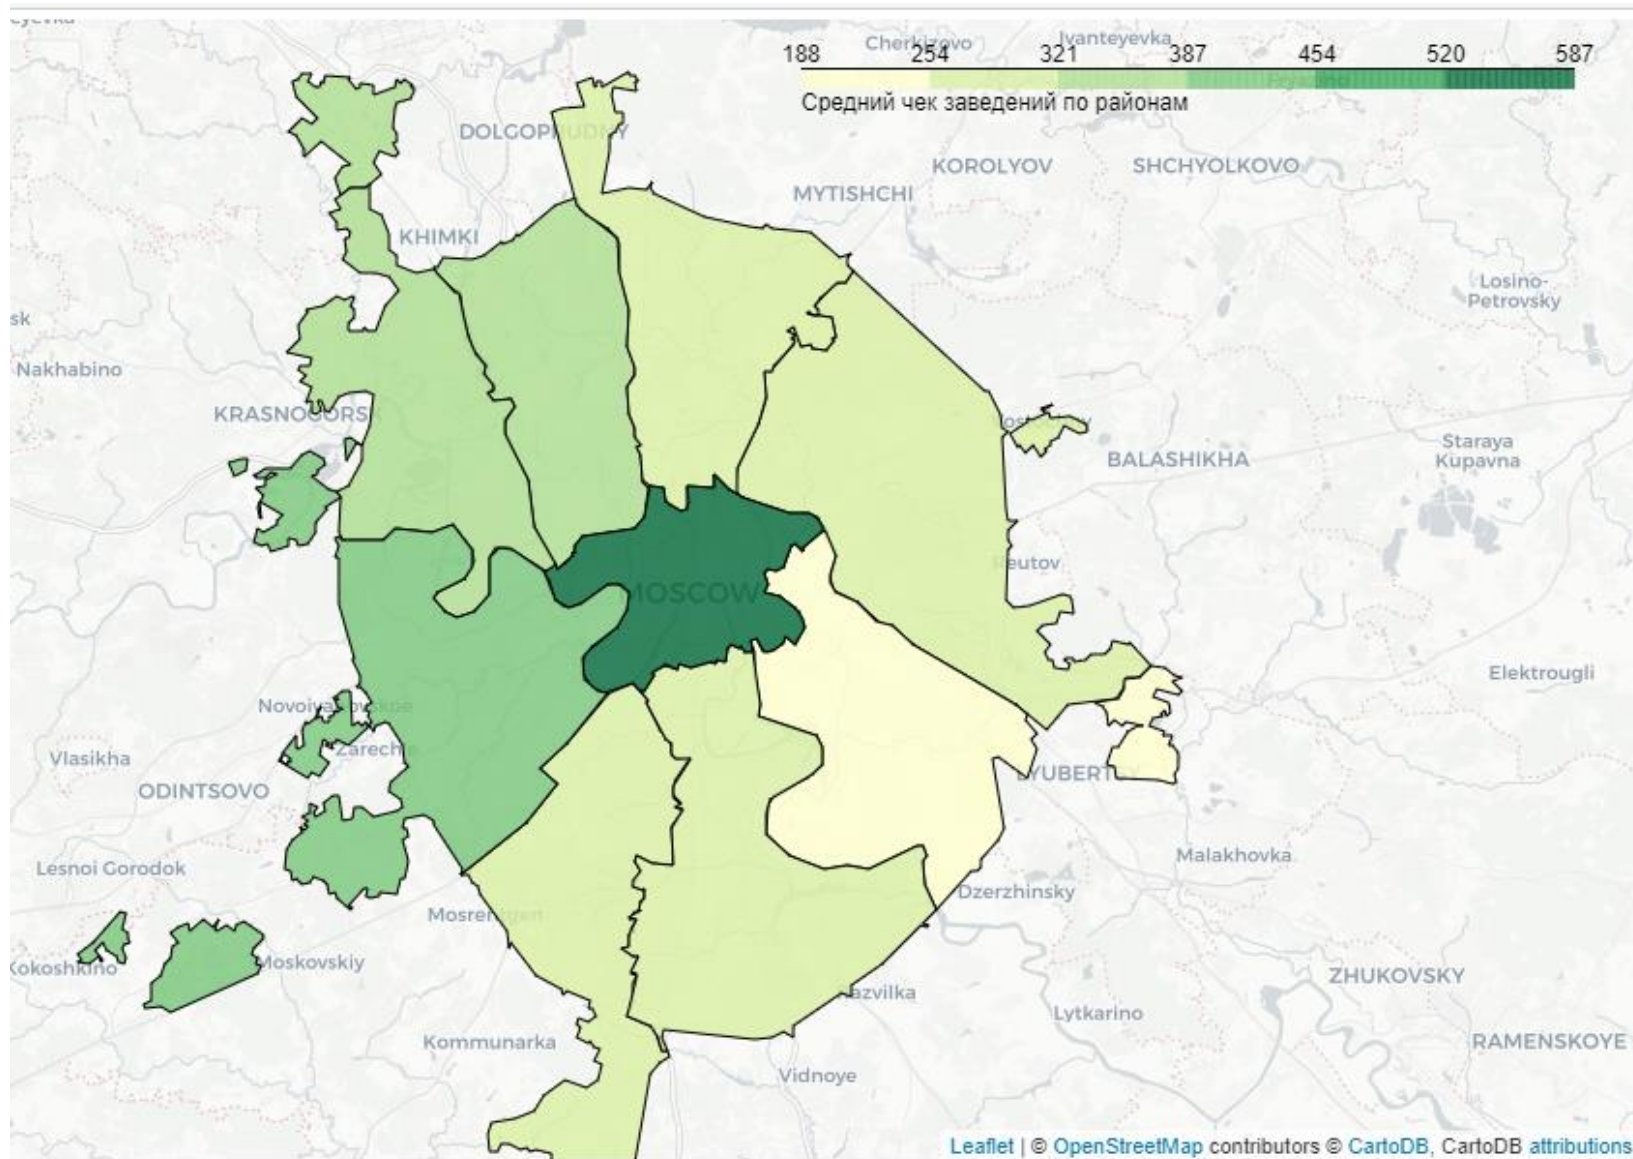 Cherkizovo
Ivanteyevka
188 254 321 387 454 520 587
Средний чек заведений по районам
DOLGOPRUDNY
KOROLYOV
SHCHYOLKOVO
MYTISHCHI
KHIMKI
Losino-
Petrovsky
sk
Nakhabino
KRASNOGORSK
BALASHIKHA
Staraya
Kupavna
Reutov
MOSCOW
Elektrougli
Novoivanovskoe
Zarechie
Vlasikha
LYUBERTSY
ODINTSOVO
Malakhovka
Lesnoi Gorodok
Dzerzhinsky
Mosrentgen
Kokoshkino
Moskovskiy
ZHUKOVSKY
Razvilka
Lytkarino
Kommunarka
RAMENSKOYE
Vidnoye
Leaflet | © OpenStreetMap contributors © CartoDB, CartoDB attributions